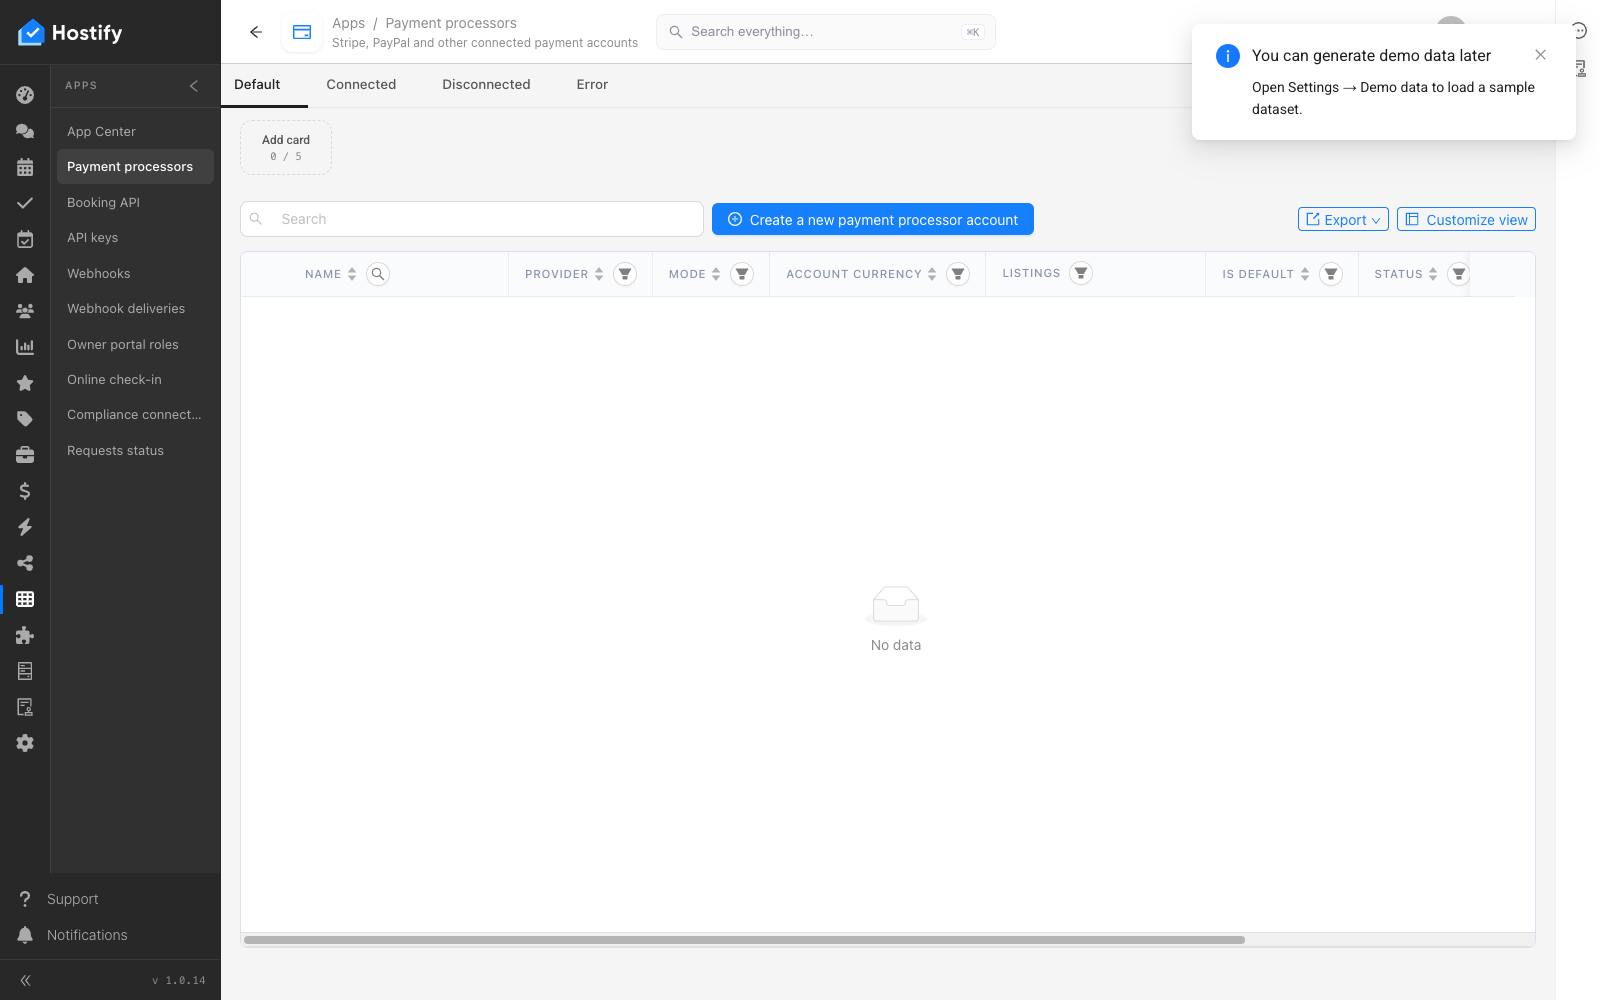 Hostify
Apps / Payment processors
Stripe, PayPal and other connected payment accounts
Search everything...
⌘K
You can generate demo data later
Open Settings → Demo data to load a sample
dataset.
APPS
App Center
Payment processors
Booking API
API keys
Webhooks
Webhook deliveries
Owner portal roles
Online check-in
Compliance connect...
Requests status
Support
Notifications
v 1.0.14
Default
Connected
Disconnected
Error
Add card
0 / 5
Search
Create a new payment processor account
Export
Customize view
NAME
PROVIDER
MODE
ACCOUNT CURRENCY
LISTINGS
IS DEFAULT
STATUS
No data